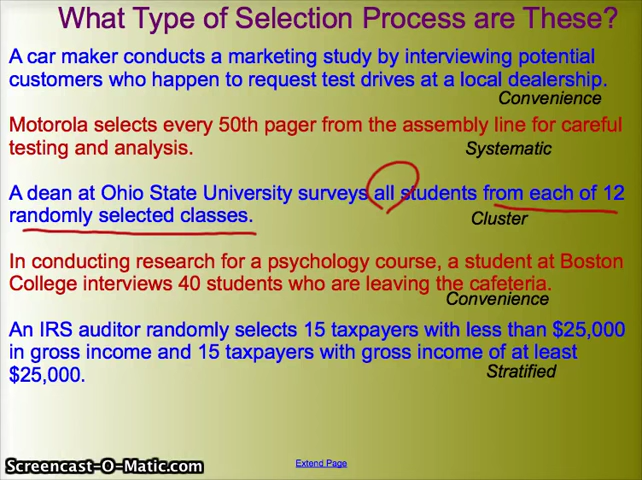 What Type of Selection Process are These?
A car maker conducts a marketing study by interviewing potential
customers who happen to request test drives at a local dealership.
Convenience
Motorola selects every 50th pager from the assembly line for careful
testing and analysis.
Systematic
A dean at Ohio State University surveys all students from each of 12
randomly selected classes.
Cluster
In conducting research for a psychology course, a student at Boston
College interviews 40 students who are leaving the cafeteria.
Convenience
An IRS auditor randomly selects 15 taxpayers with less than $25,000
in gross income and 15 taxpayers with gross income of at least
$25,000.
Stratified
Screencast-O-Matic.com
Extend Page